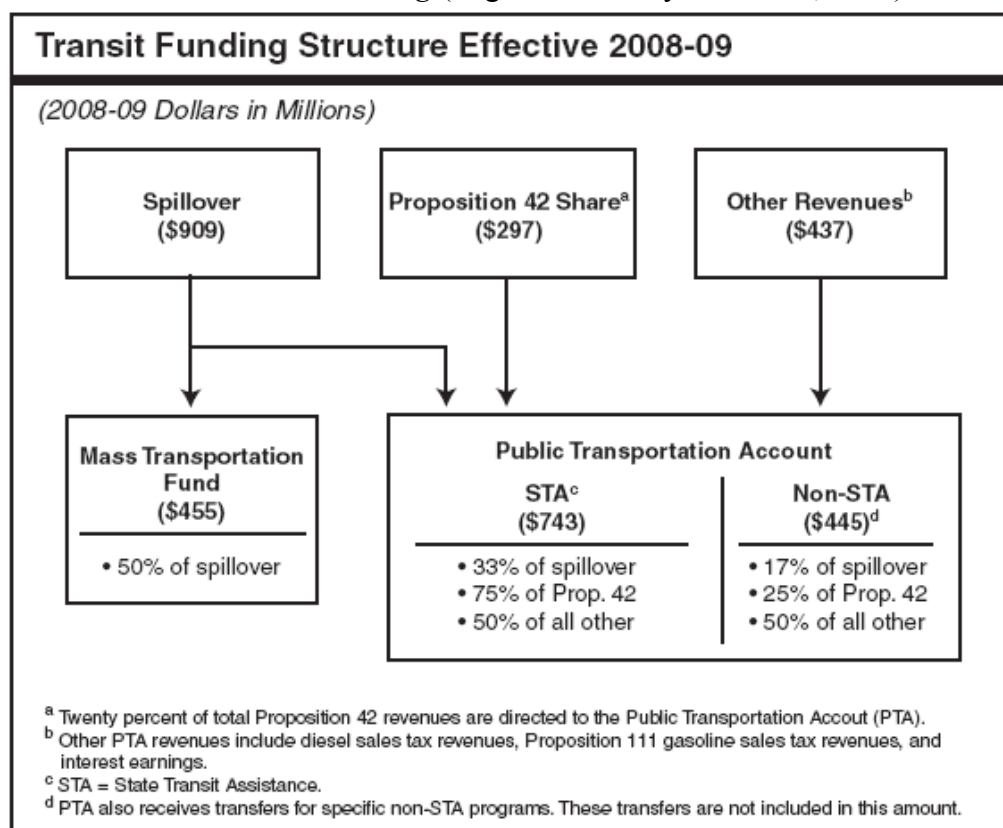 Transit Funding Structure Effective 2008-09
(2008-09 Dollars in Millions)
Spillover
($909)
Proposition 42 Shareª
($297)
Other Revenuesᵇ
($437)
Mass Transportation
Fund
($455)
• 50% of spillover
Public Transportation Account
STAᶜ
($743)
• 33% of spillover
• 75% of Prop. 42
• 50% of all other
Non-STA
($445)ᵈ
• 17% of spillover
• 25% of Prop. 42
• 50% of all other
ª Twenty percent of total Proposition 42 revenues are directed to the Public Transportation Accout (PTA).
ᵇ Other PTA revenues include diesel sales tax revenues, Proposition 111 gasoline sales tax revenues, and
interest earnings.
ᶜ STA = State Transit Assistance.
ᵈ PTA also receives transfers for specific non-STA programs. These transfers are not included in this amount.